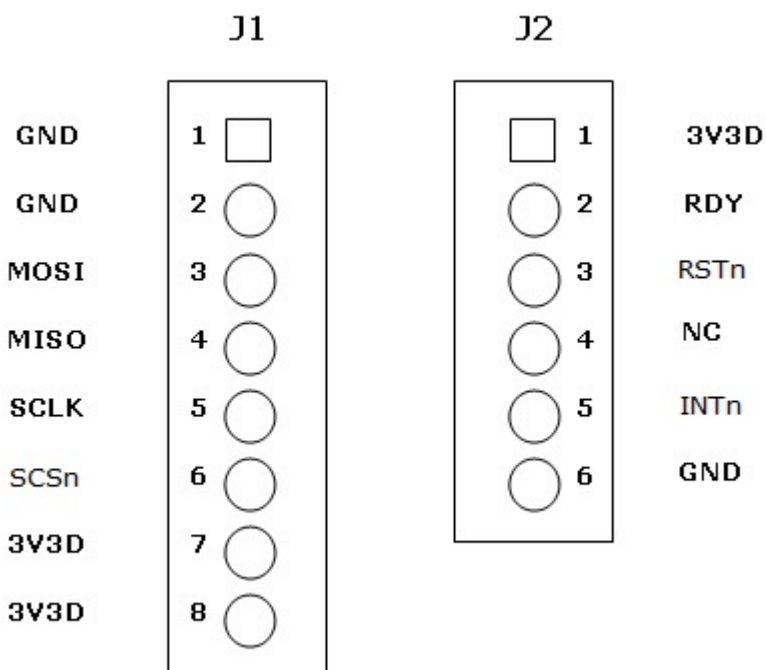 J1 J2
GND 1 1 3V3D
GND 2 2 RDY
MOSI 3 3 RSTn
MISO 4 4 NC
SCLK 5 5 INTn
SCSn 6 6 GND
3V3D 7
3V3D 8